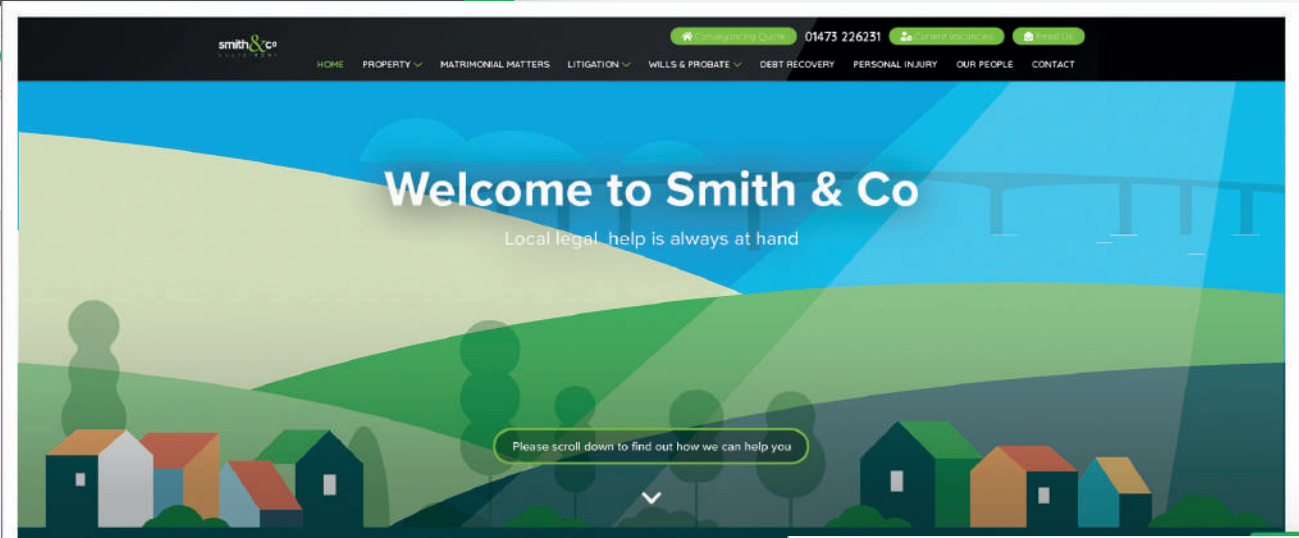 smith&co
SOLICITORS
Conveyancing Quote 01473 226231 Current Vacancies Email Us
HOME PROPERTY MATRIMONIAL MATTERS LITIGATION WILLS & PROBATE DEBT RECOVERY PERSONAL INJURY OUR PEOPLE CONTACT
Welcome to Smith & Co
Local legal help is always at hand
Please scroll down to find out how we can help you